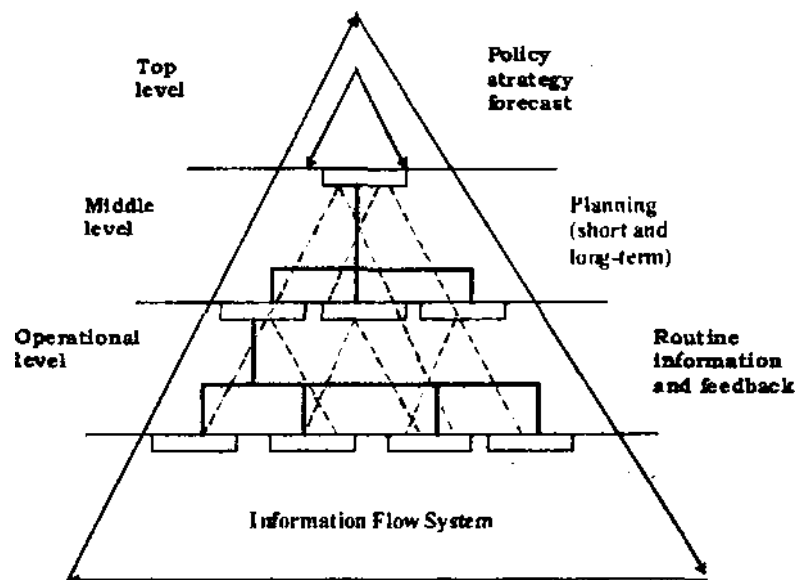 Top
level
Policy
strategy
forecast
Middle
level
Planning
(short and
long-term)
Operational
level
Routine
information
and feedback
Information Flow System